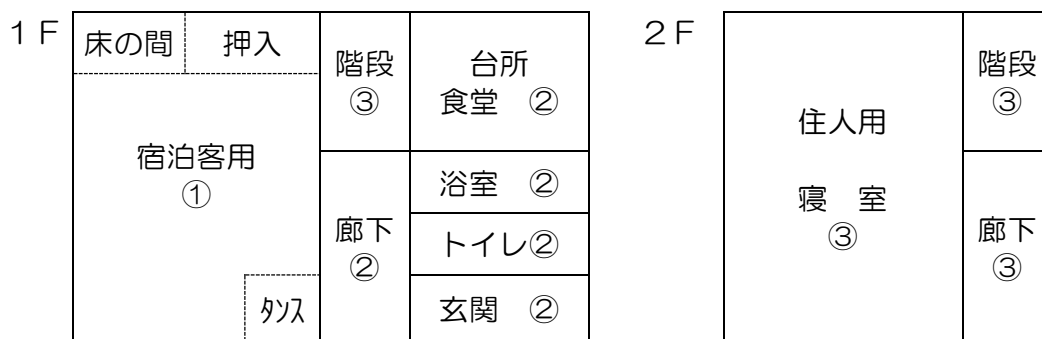 1F
床の間 押入
階段
③
台所
食堂 ②
宿泊客用
①
浴室 ②
廊下
②
トイレ②
ﾀﾝｽ
玄関 ②
2F
階段
③
住人用
寝 室
③
廊下
③